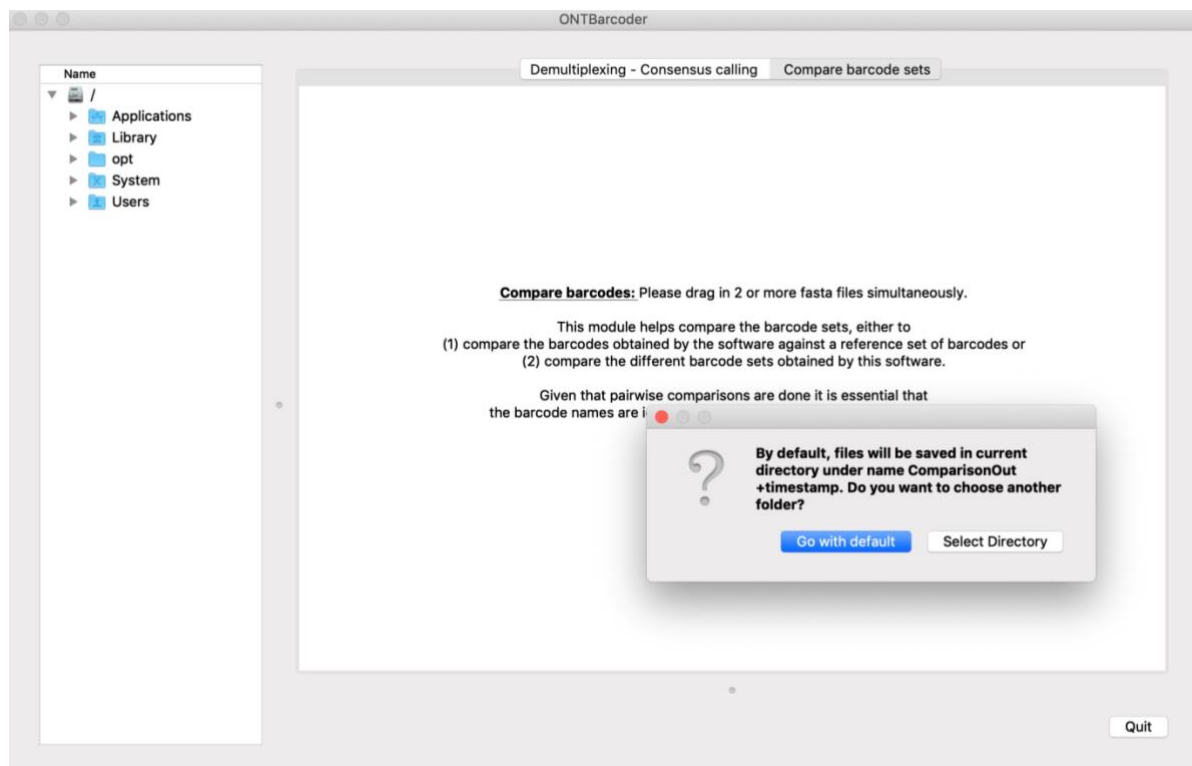 ONTBarcoder
Name
/
Applications
Library
opt
System
Users
Demultiplexing - Consensus calling
Compare barcode sets
Compare barcodes: Please drag in 2 or more fasta files simultaneously.
This module helps compare the barcode sets, either to
(1) compare the barcodes obtained by the software against a reference set of barcodes or
(2) compare the different barcode sets obtained by this software.
Given that pairwise comparisons are done it is essential that
the barcode names are
By default, files will be saved in current
directory under name ComparisonOut
+timestamp. Do you want to choose another
folder?
Go with default
Select Directory
Quit